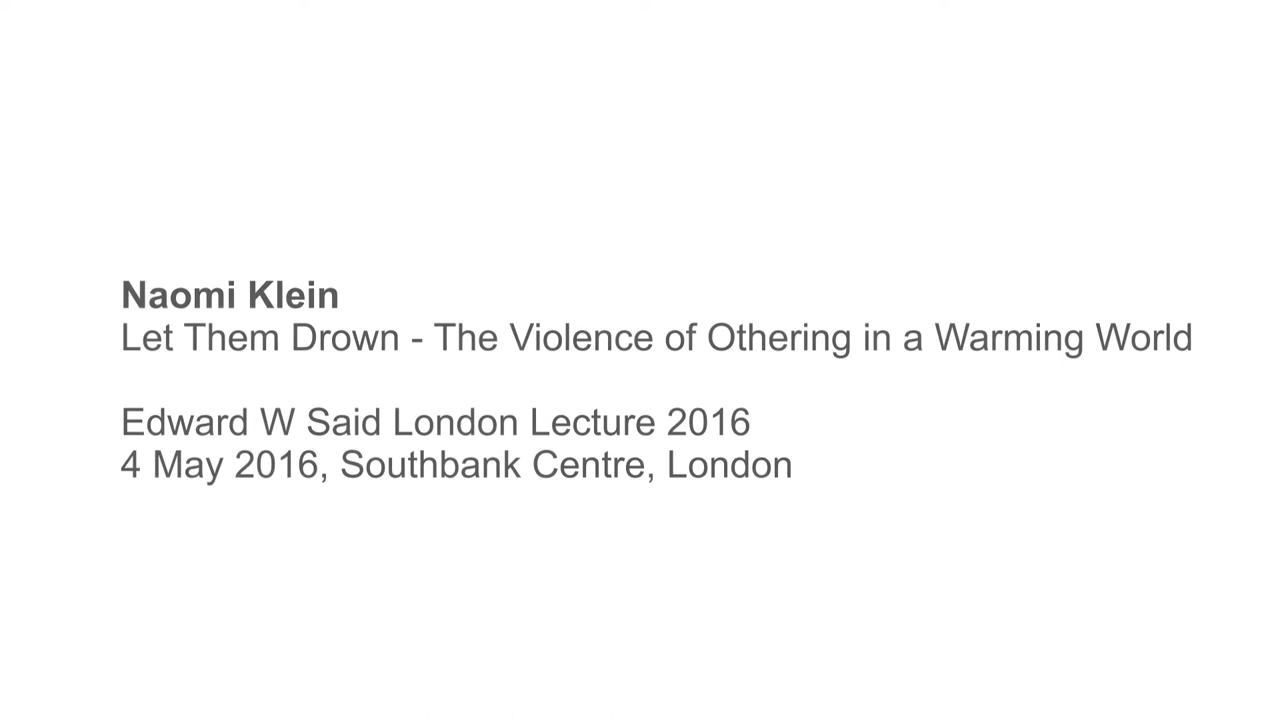 Naomi Klein
Let Them Drown - The Violence of Othering in a Warming World
Edward W Said London Lecture 2016
4 May 2016, Southbank Centre, London